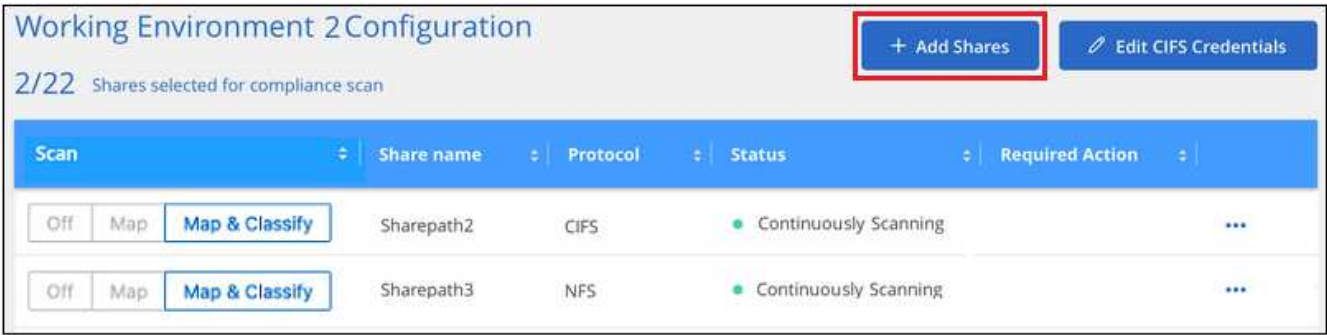 Working Environment 2 Configuration
+ Add Shares
Edit CIFS Credentials
2/22 Shares selected for compliance scan
Scan Share name Protocol Status Required Action
Off Map Map & Classify Sharepath2 CIFS Continuously Scanning ...
Off Map Map & Classify Sharepath3 NFS Continuously Scanning ...